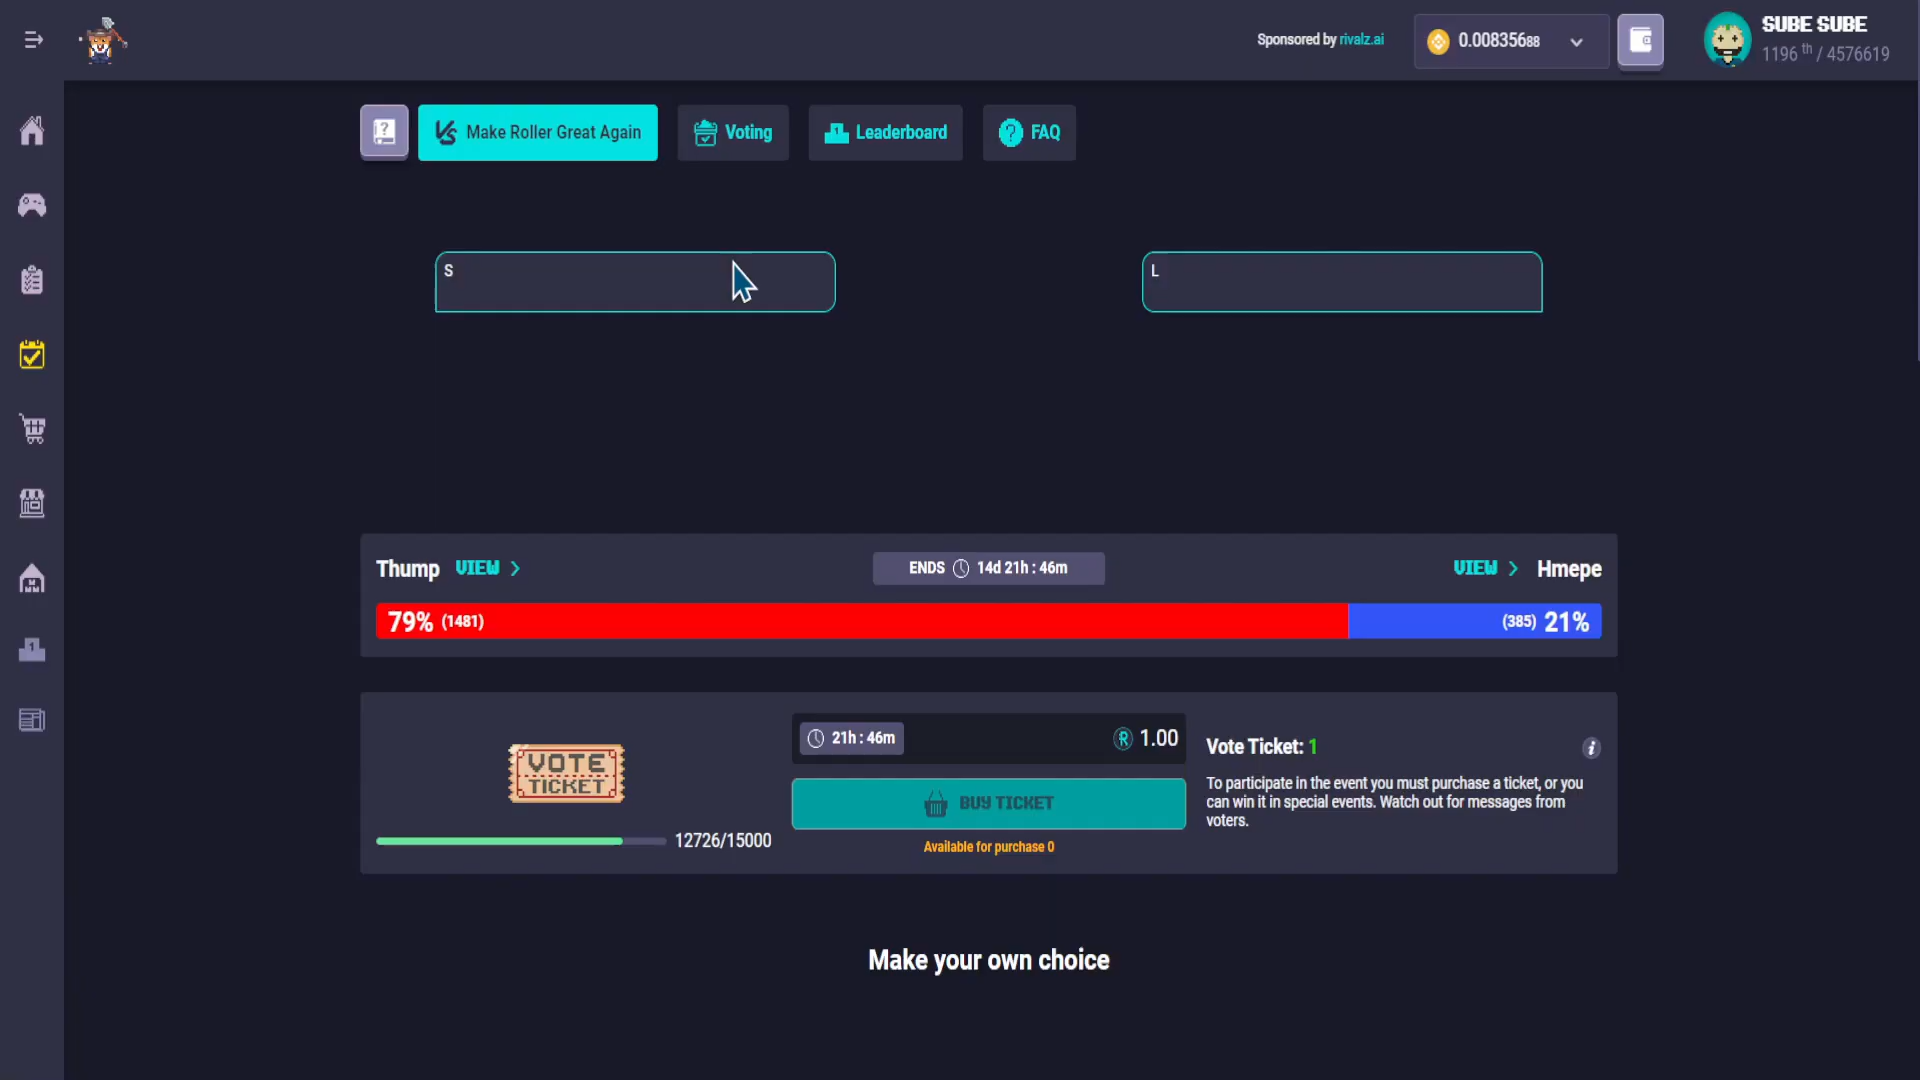 Sponsored by rivalz.ai
0.00835688
SUBE SUBE
1196 th / 4576619
Make Roller Great Again
Voting
Leaderboard
FAQ
S
L
Thump VIEW >
ENDS 14d 21h : 46m
VIEW > Hmepe
79% (1481)
(385) 21%
VOTE
TICKET
12726/15000
21h : 46m
R 1.00
BUY TICKET
Available for purchase 0
Vote Ticket: 1
To participate in the event you must purchase a ticket, or you
can win it in special events. Watch out for messages from
voters.
Make your own choice